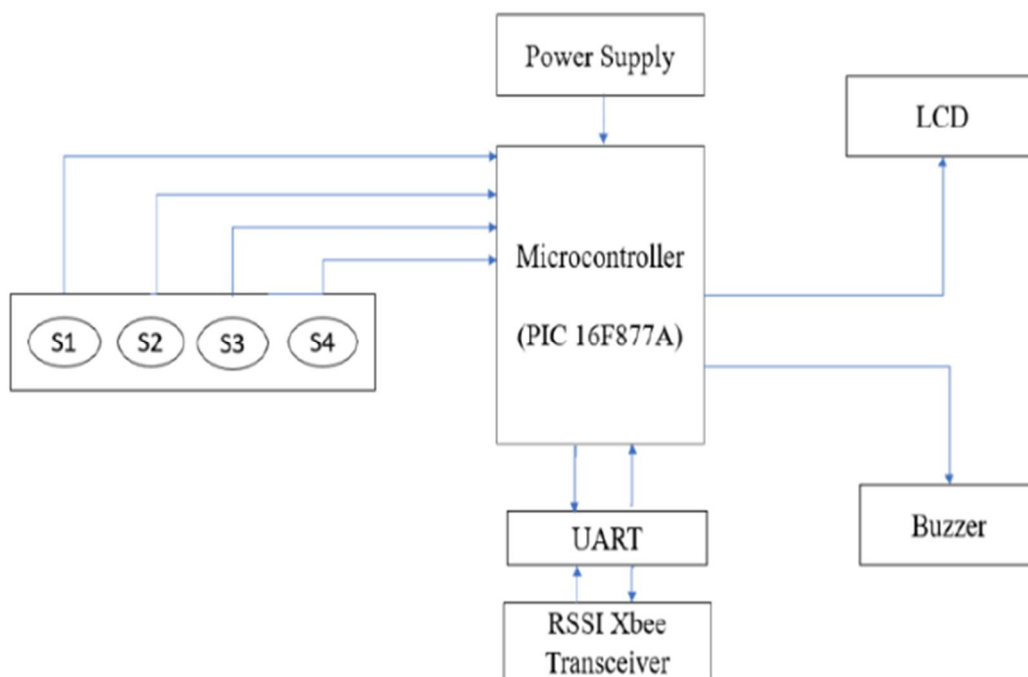 Power Supply
LCD
Microcontroller
(PIC 16F877A)
S1
S2
S3
S4
UART
Buzzer
RSSI Xbee
Transceiver